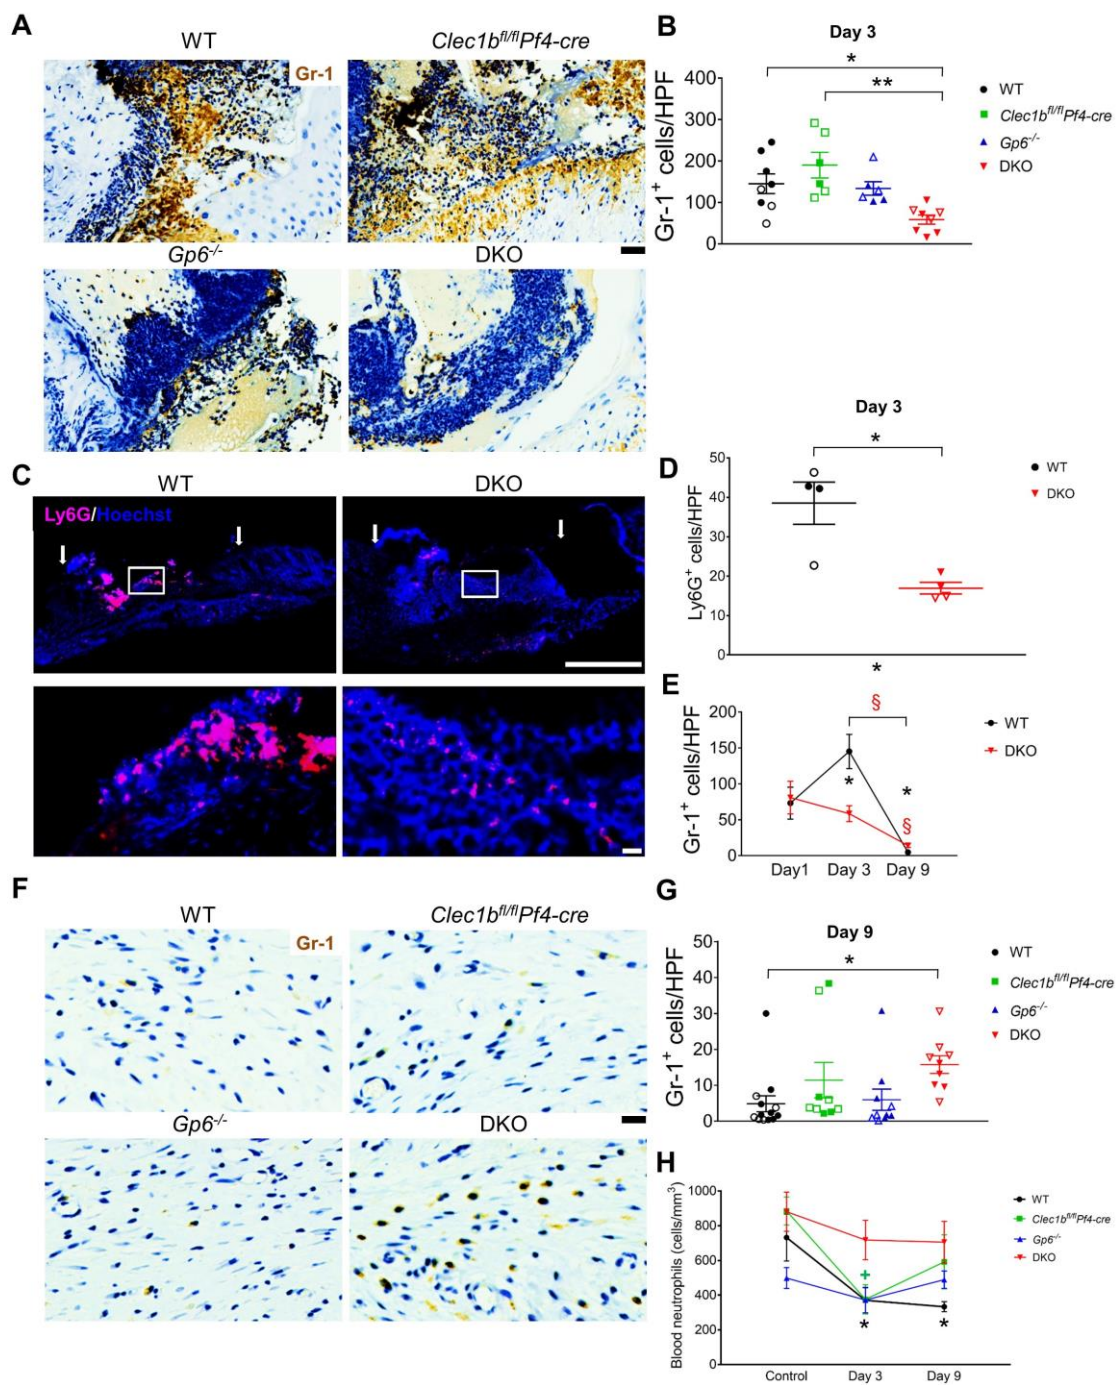 A
WT
Clec1b^fl/fl Pf4-cre
Gr-1
Gp6^-/-
DKO
B
Day 3
Gr-1^+ cells/HPF
400
300
200
100
0
*
**
WT
Clec1b^fl/fl Pf4-cre
Gp6^-/-
DKO
C
WT
DKO
Ly6G/Hoechst
D
Day 3
Ly6G^+ cells/HPF
50
40
30
20
10
0
*
WT
DKO
E
Gr-1^+ cells/HPF
200
150
100
50
0
*
§
*
*
§
Day1 Day 3 Day 9
WT
DKO
F
WT
Clec1b^fl/fl Pf4-cre
Gr-1
Gp6^-/-
DKO
G
Day 9
Gr-1^+ cells/HPF
50
40
30
20
10
0
*
WT
Clec1b^fl/fl Pf4-cre
Gp6^-/-
DKO
H
Blood neutrophils (cells/mm^3)
1000
800
600
400
200
0
+
* *
Control Day 3 Day 9
WT
Clec1b^fl/fl Pf4-cre
Gp6^-/-
DKO